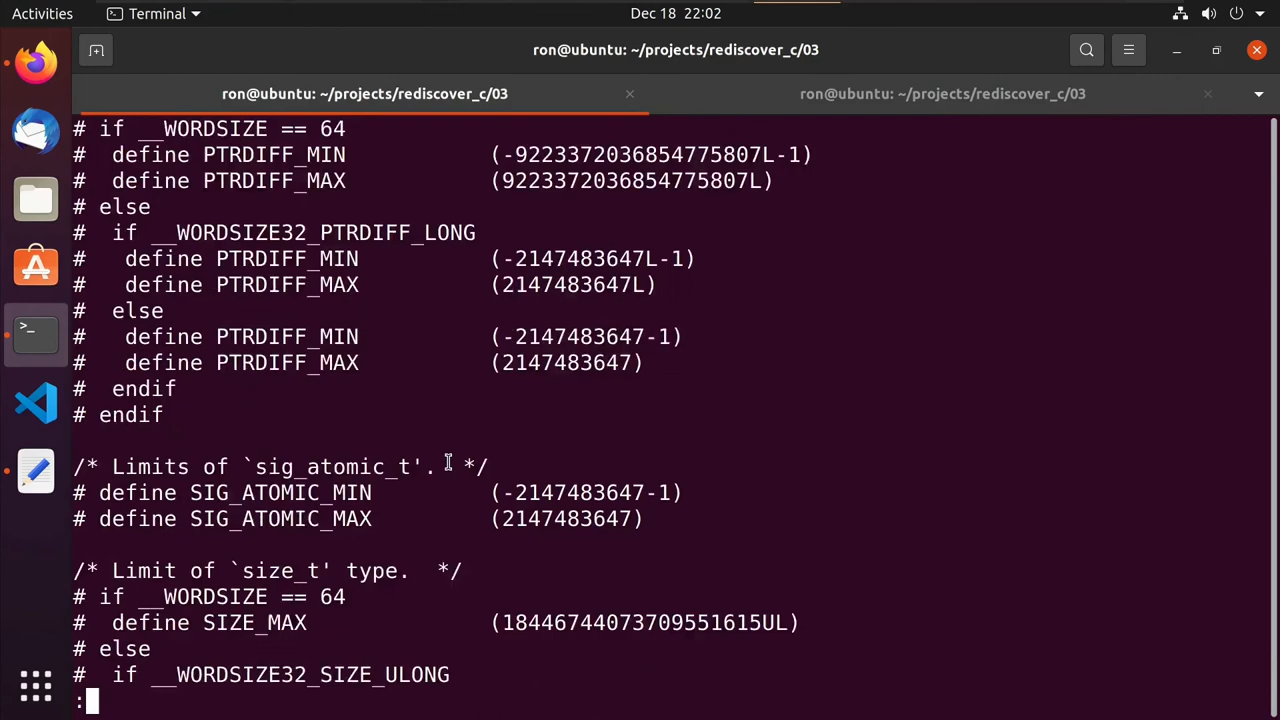 Activities
Terminal
Dec 18 22:02
ron@ubuntu: ~/projects/rediscover_c/03
ron@ubuntu: ~/projects/rediscover_c/03
ron@ubuntu: ~/projects/rediscover_c/03
# if __WORDSIZE == 64
#  define PTRDIFF_MIN           (-9223372036854775807L-1)
#  define PTRDIFF_MAX           (9223372036854775807L)
# else
#  if __WORDSIZE32_PTRDIFF_LONG
#   define PTRDIFF_MIN          (-2147483647L-1)
#   define PTRDIFF_MAX          (2147483647L)
#  else
#   define PTRDIFF_MIN          (-2147483647-1)
#   define PTRDIFF_MAX          (2147483647)
#  endif
# endif
/* Limits of `sig_atomic_t'.  */
# define SIG_ATOMIC_MIN         (-2147483647-1)
# define SIG_ATOMIC_MAX         (2147483647)
/* Limit of `size_t' type.  */
# if __WORDSIZE == 64
#  define SIZE_MAX              (18446744073709551615UL)
# else
#  if __WORDSIZE32_SIZE_ULONG
: